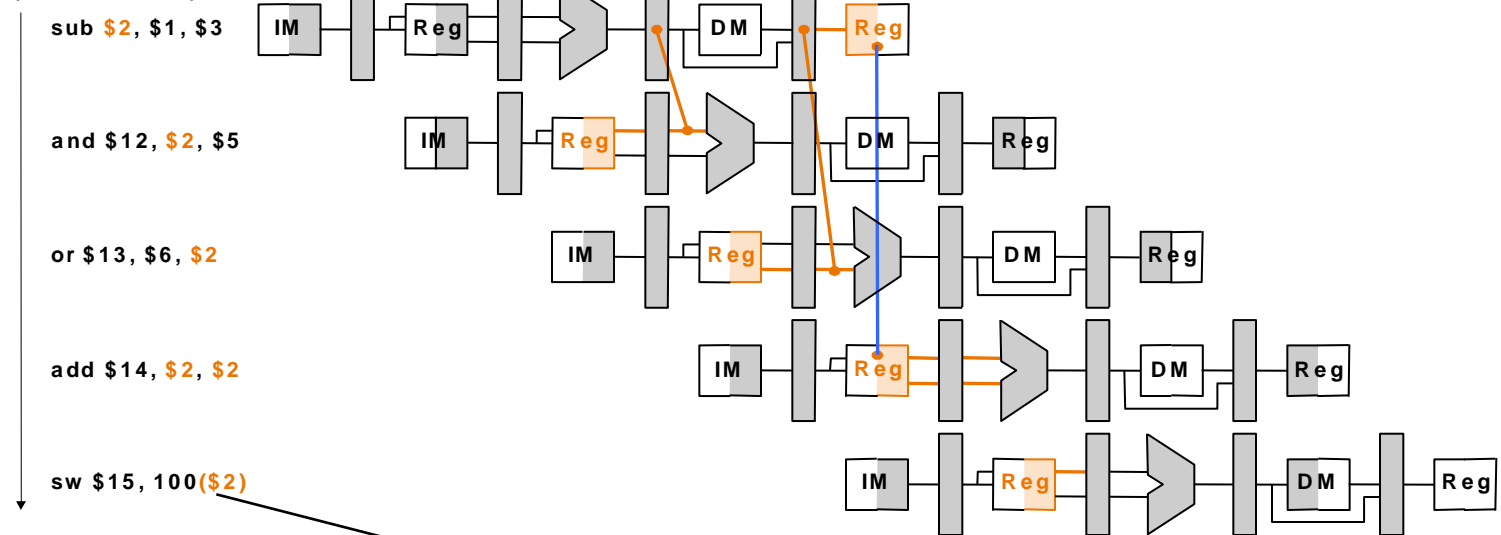 sub $2, $1, $3 IM Reg DM Reg
and $12, $2, $5 IM Reg DM Reg
or $13, $6, $2 IM Reg DM Reg
add $14, $2, $2 IM Reg DM Reg
sw $15, 100($2) IM Reg DM Reg